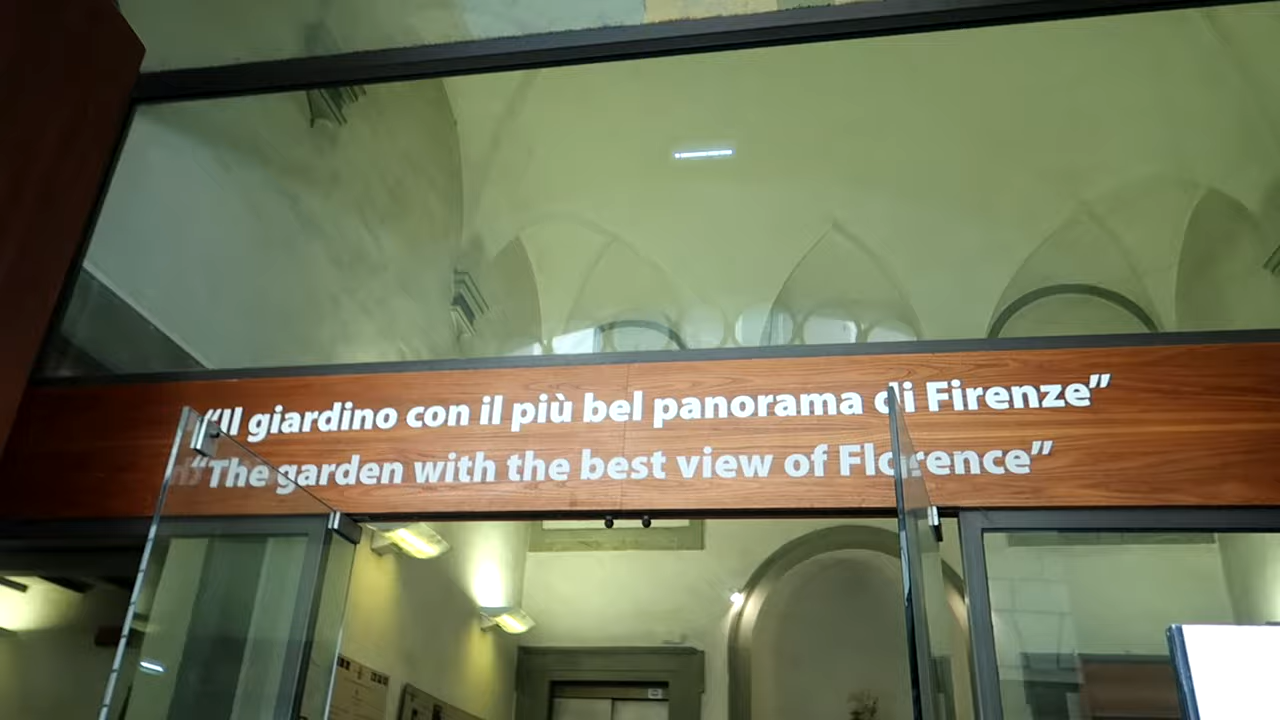 “Il giardino con il più bel panorama di Firenze”
“The garden with the best view of Florence”